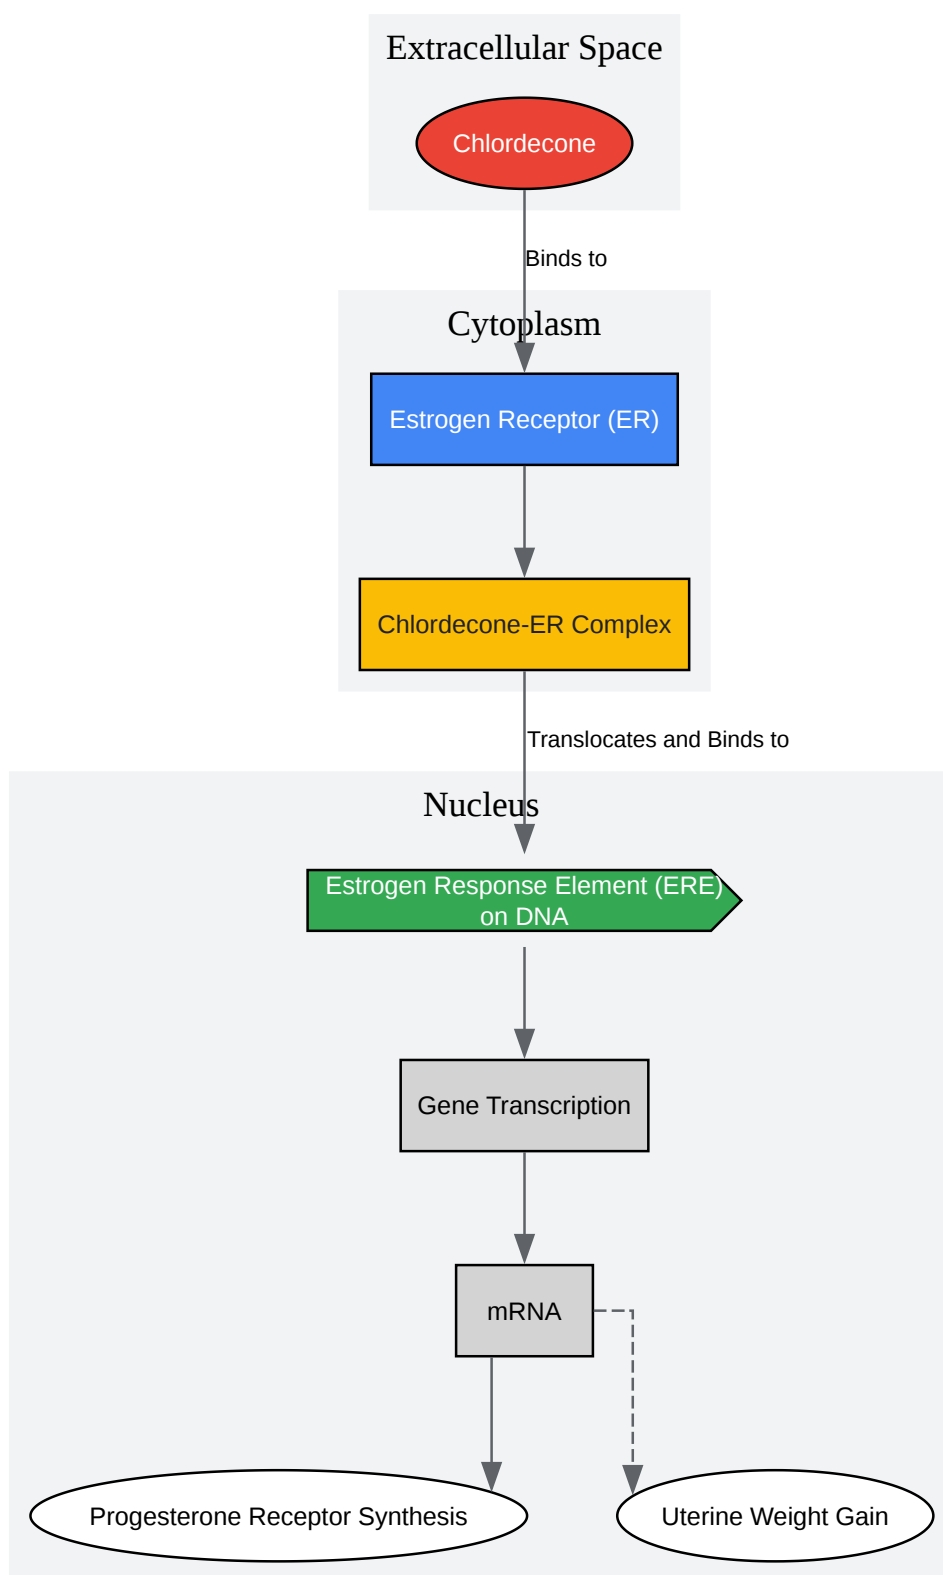 Extracellular Space
Chlordecone
Binds to
Cytoplasm
Estrogen Receptor (ER)
Chlordecone-ER Complex
Translocates and Binds to
Nucleus
Estrogen Response Element (ERE)
on DNA
Gene Transcription
mRNA
Progesterone Receptor Synthesis
Uterine Weight Gain